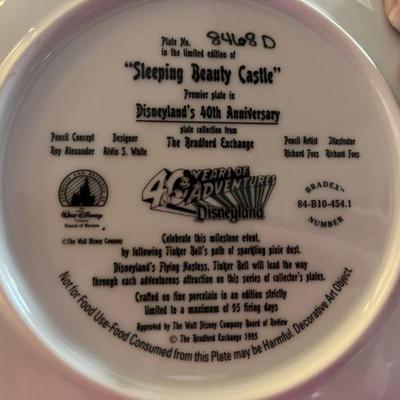 Plate No. 8468 D
in the limited edition of
"Sleeping Beauty Castle"
Premier plate in
Disneyland's 40th Anniversary
plate collection from
The Bradford Exchange
Pencil Concept
Roy Alexander
Designer
Alvin S. White
Pencil Artist
Richard Foes
Illustrator
Richard Foes
The
Walt Disney
Company
Board of Review
40 YEARS OF
ADVENTURES
Disneyland
BRADEX™
84-B10-454.1
NUMBER
©The Walt Disney Company
Celebrate this milestone event,
by following Tinker Bell's path of sparkling pixie dust.
Disneyland's Flying Hostess, Tinker Bell will lead the way
through each adventurous attraction on this series of collector's plates.
Crafted on fine porcelain in an edition strictly
limited to a maximum of 95 firing days
Approved by The Walt Disney Company Board of Review
© The Bradford Exchange 1995
Not for Food Use-Food Consumed from this Plate may be Harmful. Decorative Art Object.